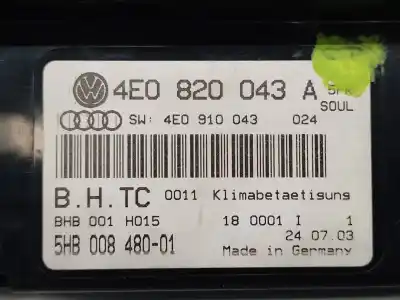 4E0 820 043 A
SOUL
SW: 4E0 910 043 024
B.H.TC 0011 Klimabetaetisuns
BHB 001 H015 18 0001 I 1
5HB 008 480-01 24.07.03
Made in Germany